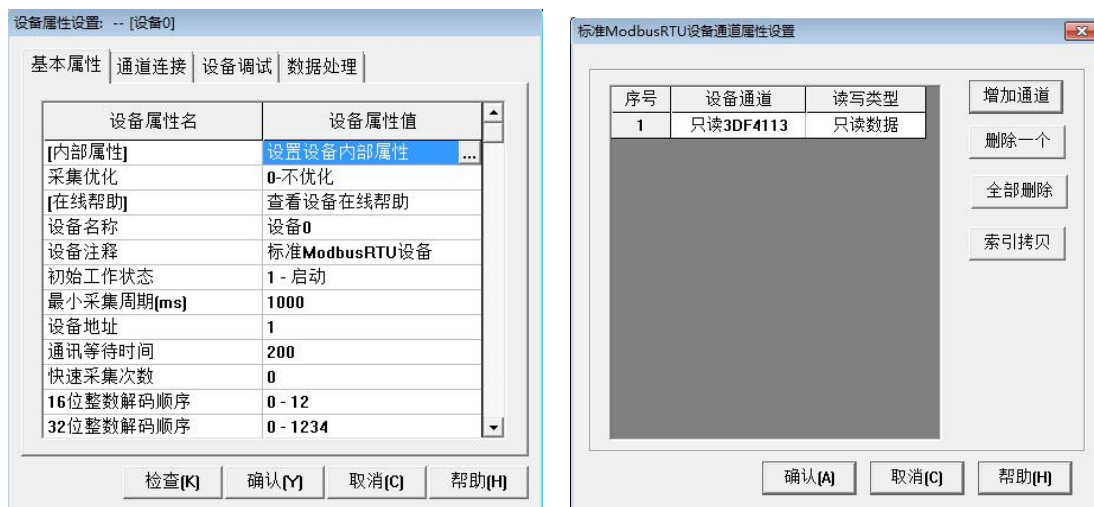 设备属性设置: -- [设备0]
基本属性 通道连接 设备调试 数据处理
设备属性名 设备属性值
[内部属性] 设置设备内部属性 ...
采集优化 0-不优化
[在线帮助] 查看设备在线帮助
设备名称 设备0
设备注释 标准ModbusRTU设备
初始工作状态 1 - 启动
最小采集周期(ms) 1000
设备地址 1
通讯等待时间 200
快速采集次数 0
16位整数解码顺序 0 - 12
32位整数解码顺序 0 - 1234
检查(K) 确认(Y) 取消(C) 帮助(H)
标准ModbusRTU设备通道属性设置
序号 设备通道 读写类型
1 只读3DF4113 只读数据
增加通道
删除一个
全部删除
索引拷贝
确认(A) 取消(C) 帮助(H)